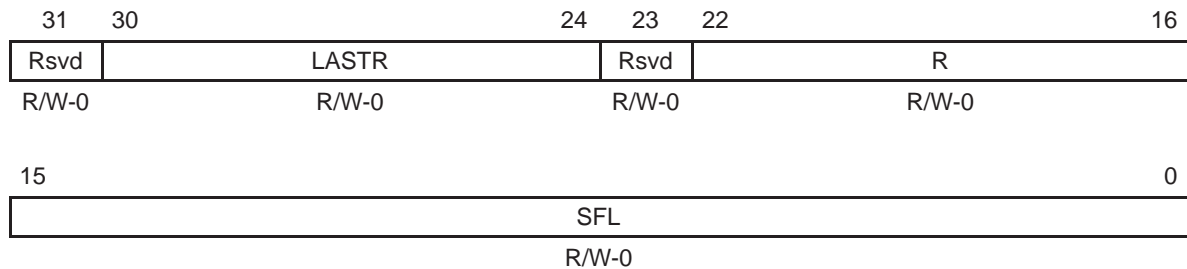 31 30 24 23 22 16
Rsvd LASTR Rsvd R
R/W-0 R/W-0 R/W-0 R/W-0
15 0
SFL
R/W-0